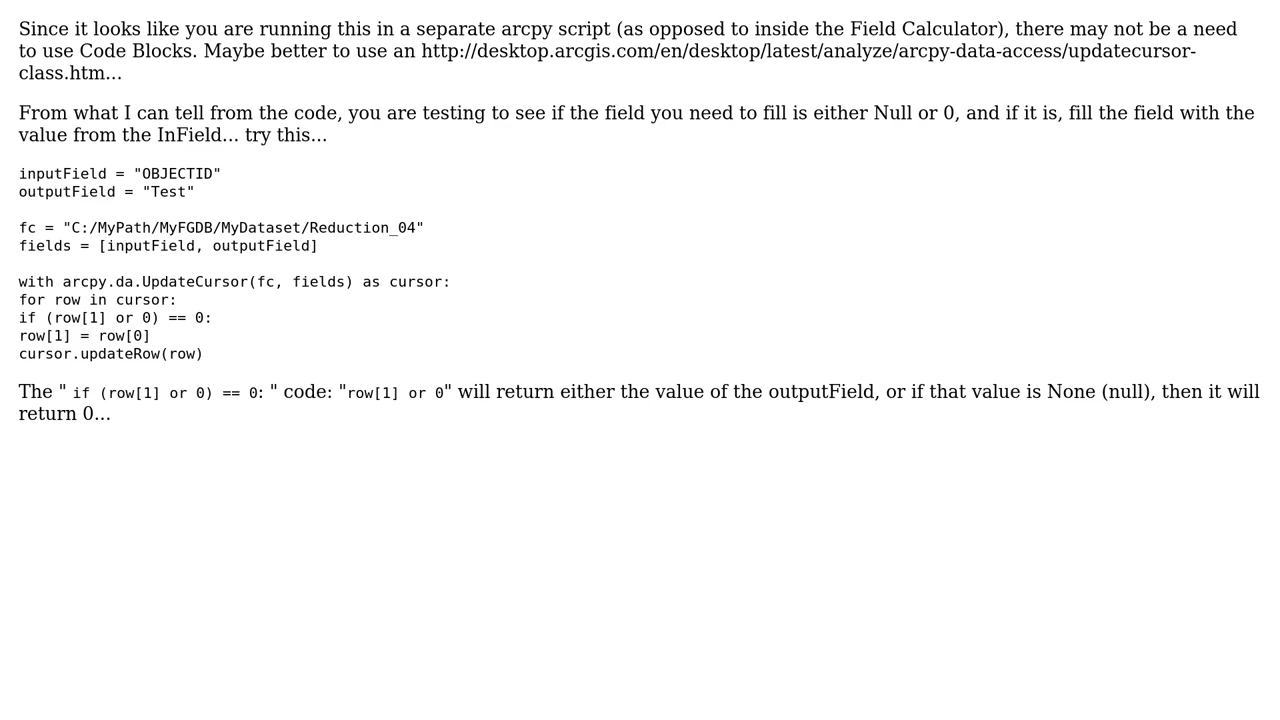 Since it looks like you are running this in a separate arcpy script (as opposed to inside the Field Calculator), there may not be a need
to use Code Blocks. Maybe better to use an http://desktop.arcgis.com/en/desktop/latest/analyze/arcpy-data-access/updatecursor-
class.htm...
From what I can tell from the code, you are testing to see if the field you need to fill is either Null or 0, and if it is, fill the field with the
value from the InField... try this...
inputField = "OBJECTID"
outputField = "Test"
fc = "C:/MyPath/MyFGDB/MyDataset/Reduction_04"
fields = [inputField, outputField]
with arcpy.da.UpdateCursor(fc, fields) as cursor:
for row in cursor:
if (row[1] or 0) == 0:
row[1] = row[0]
cursor.updateRow(row)
The " if (row[1] or 0) == 0: " code: "row[1] or 0" will return either the value of the outputField, or if that value is None (null), then it will
return 0...